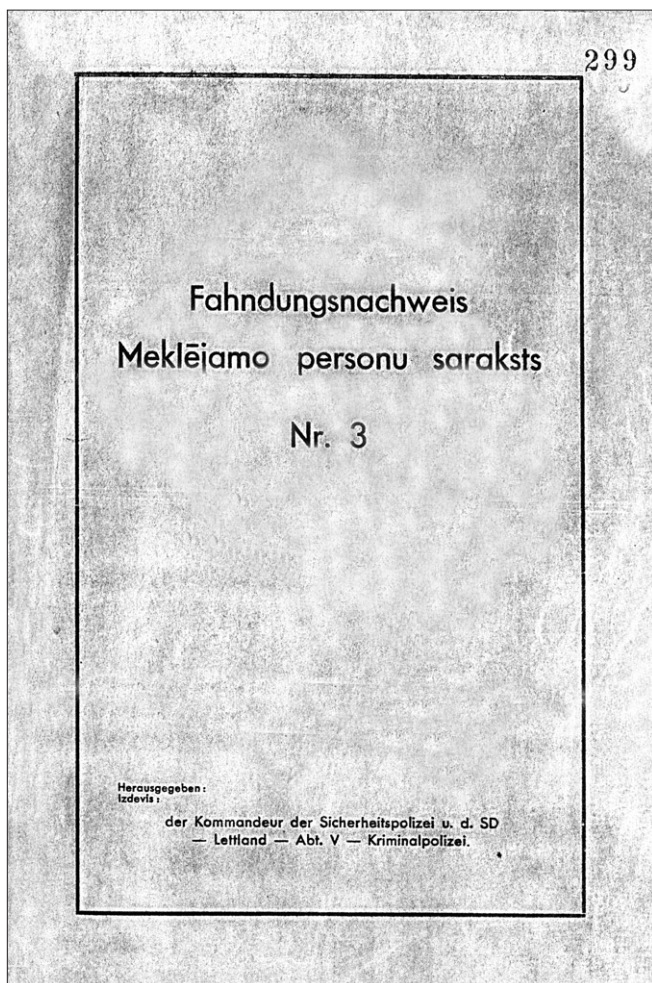 299
Fahndungsnachweis
Meklējamo personu saraksts
Nr. 3
Herausgegeben:
Izdevis:
der Kommandeur der Sicherheitspolizei u. d. SD
— Lettland — Abt. V — Kriminalpolizei.